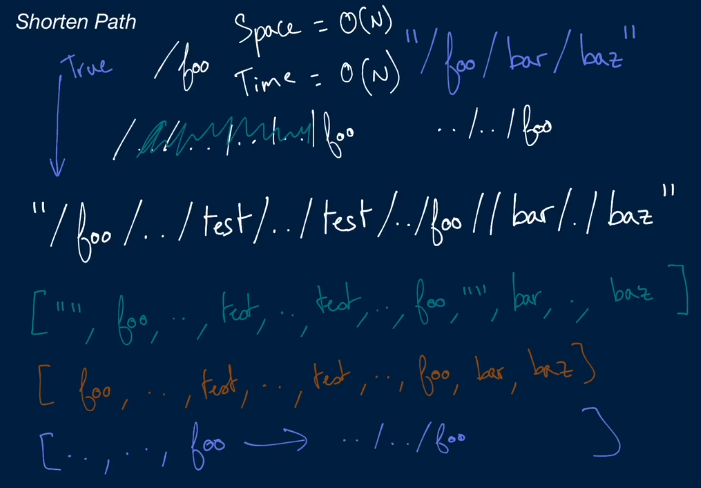 Shorten Path
True
/foo
Space = O(N)
Time = O(N)
"/foo/bar/baz"
/../../../../foo
../../foo
"/foo/../test/../test/../foo//bar/./baz"
["", foo, .., test, .., test, .., foo, "", bar, ., baz]
[foo, .., test, .., test, .., foo, bar, baz]
[.., .., foo → ../../foo ]